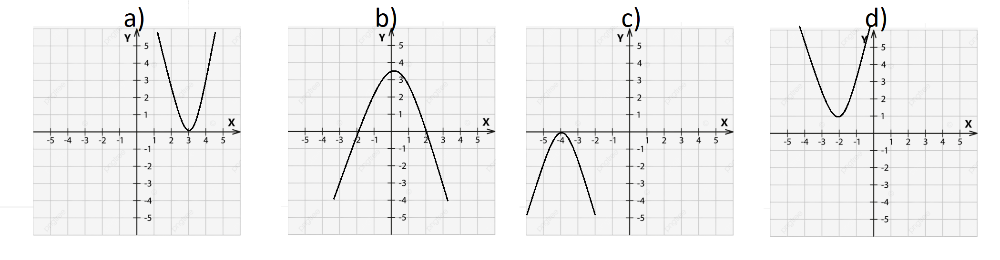 a) b) c) d)
Y Y Y Y
5 5 5 5
4 4 4 4
3 3 3 3
2 2 2 2
1 1 1 1
X X X X
-5 -4 -3 -2 -1 1 2 3 4 5 -5 -4 -3 -2 -1 1 2 3 4 5 -5 -4 -3 -2 -1 1 2 3 4 5 -5 -4 -3 -2 -1 1 2 3 4 5
-1 -1 -1 -1
-2 -2 -2 -2
-3 -3 -3 -3
-4 -4 -4 -4
-5 -5 -5 -5